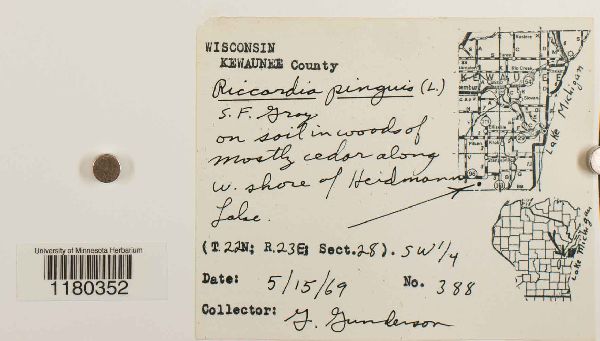 WISCONSIN
KEWAUNEE County
Riccardia pinguis (L.)
S.F. Gray
on soil in woods of
mostly cedar along
w. shore of Heidmann
Lake.
(T.22N; R.23E; Sect.28). SW 1/4
Date: 5/15/69 No. 388
Collector: G. Gunderson
University of Minnesota Herbarium
1180352
Lake Michigan
Lake Michigan